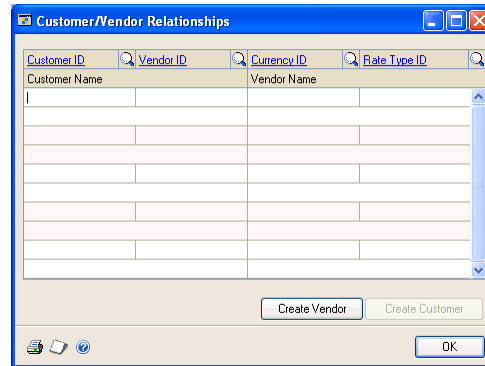 Customer/Vendor Relationships
Customer ID Vendor ID Currency ID Rate Type ID
Customer Name Vendor Name
Create Vendor Create Customer
OK